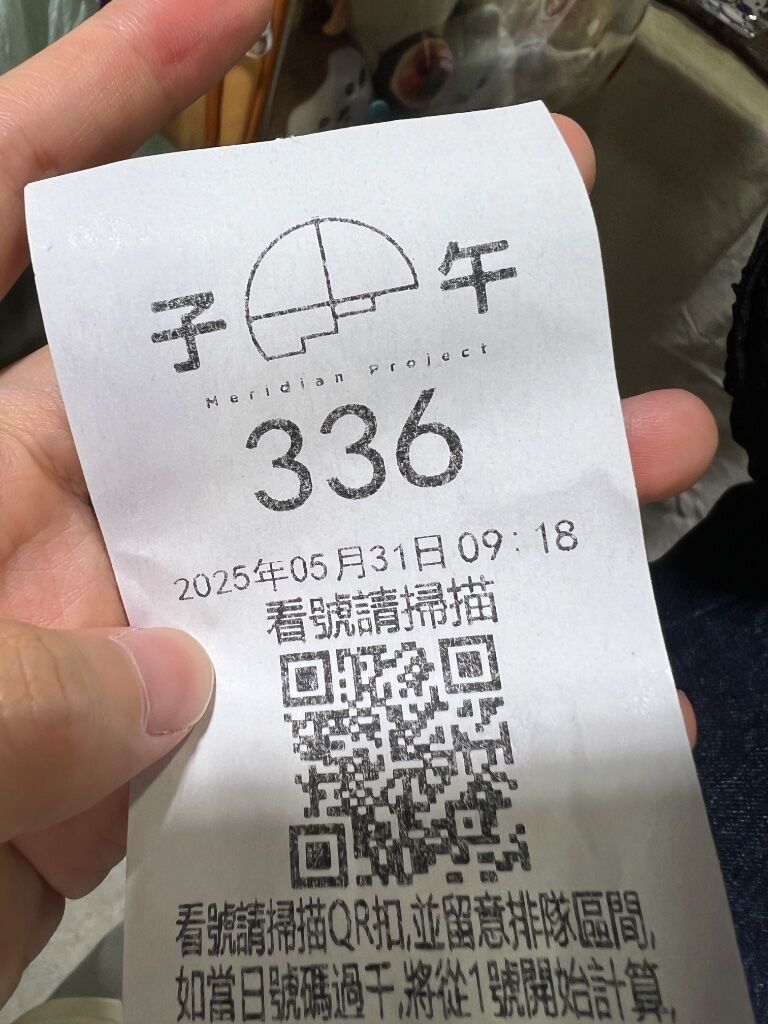 子午
Meridian Project
336
2025年05月31日 09:18
看號請掃描
看號請掃描QR扣,並留意排隊區間,
如當日號碼過千,將從1號開始計算,